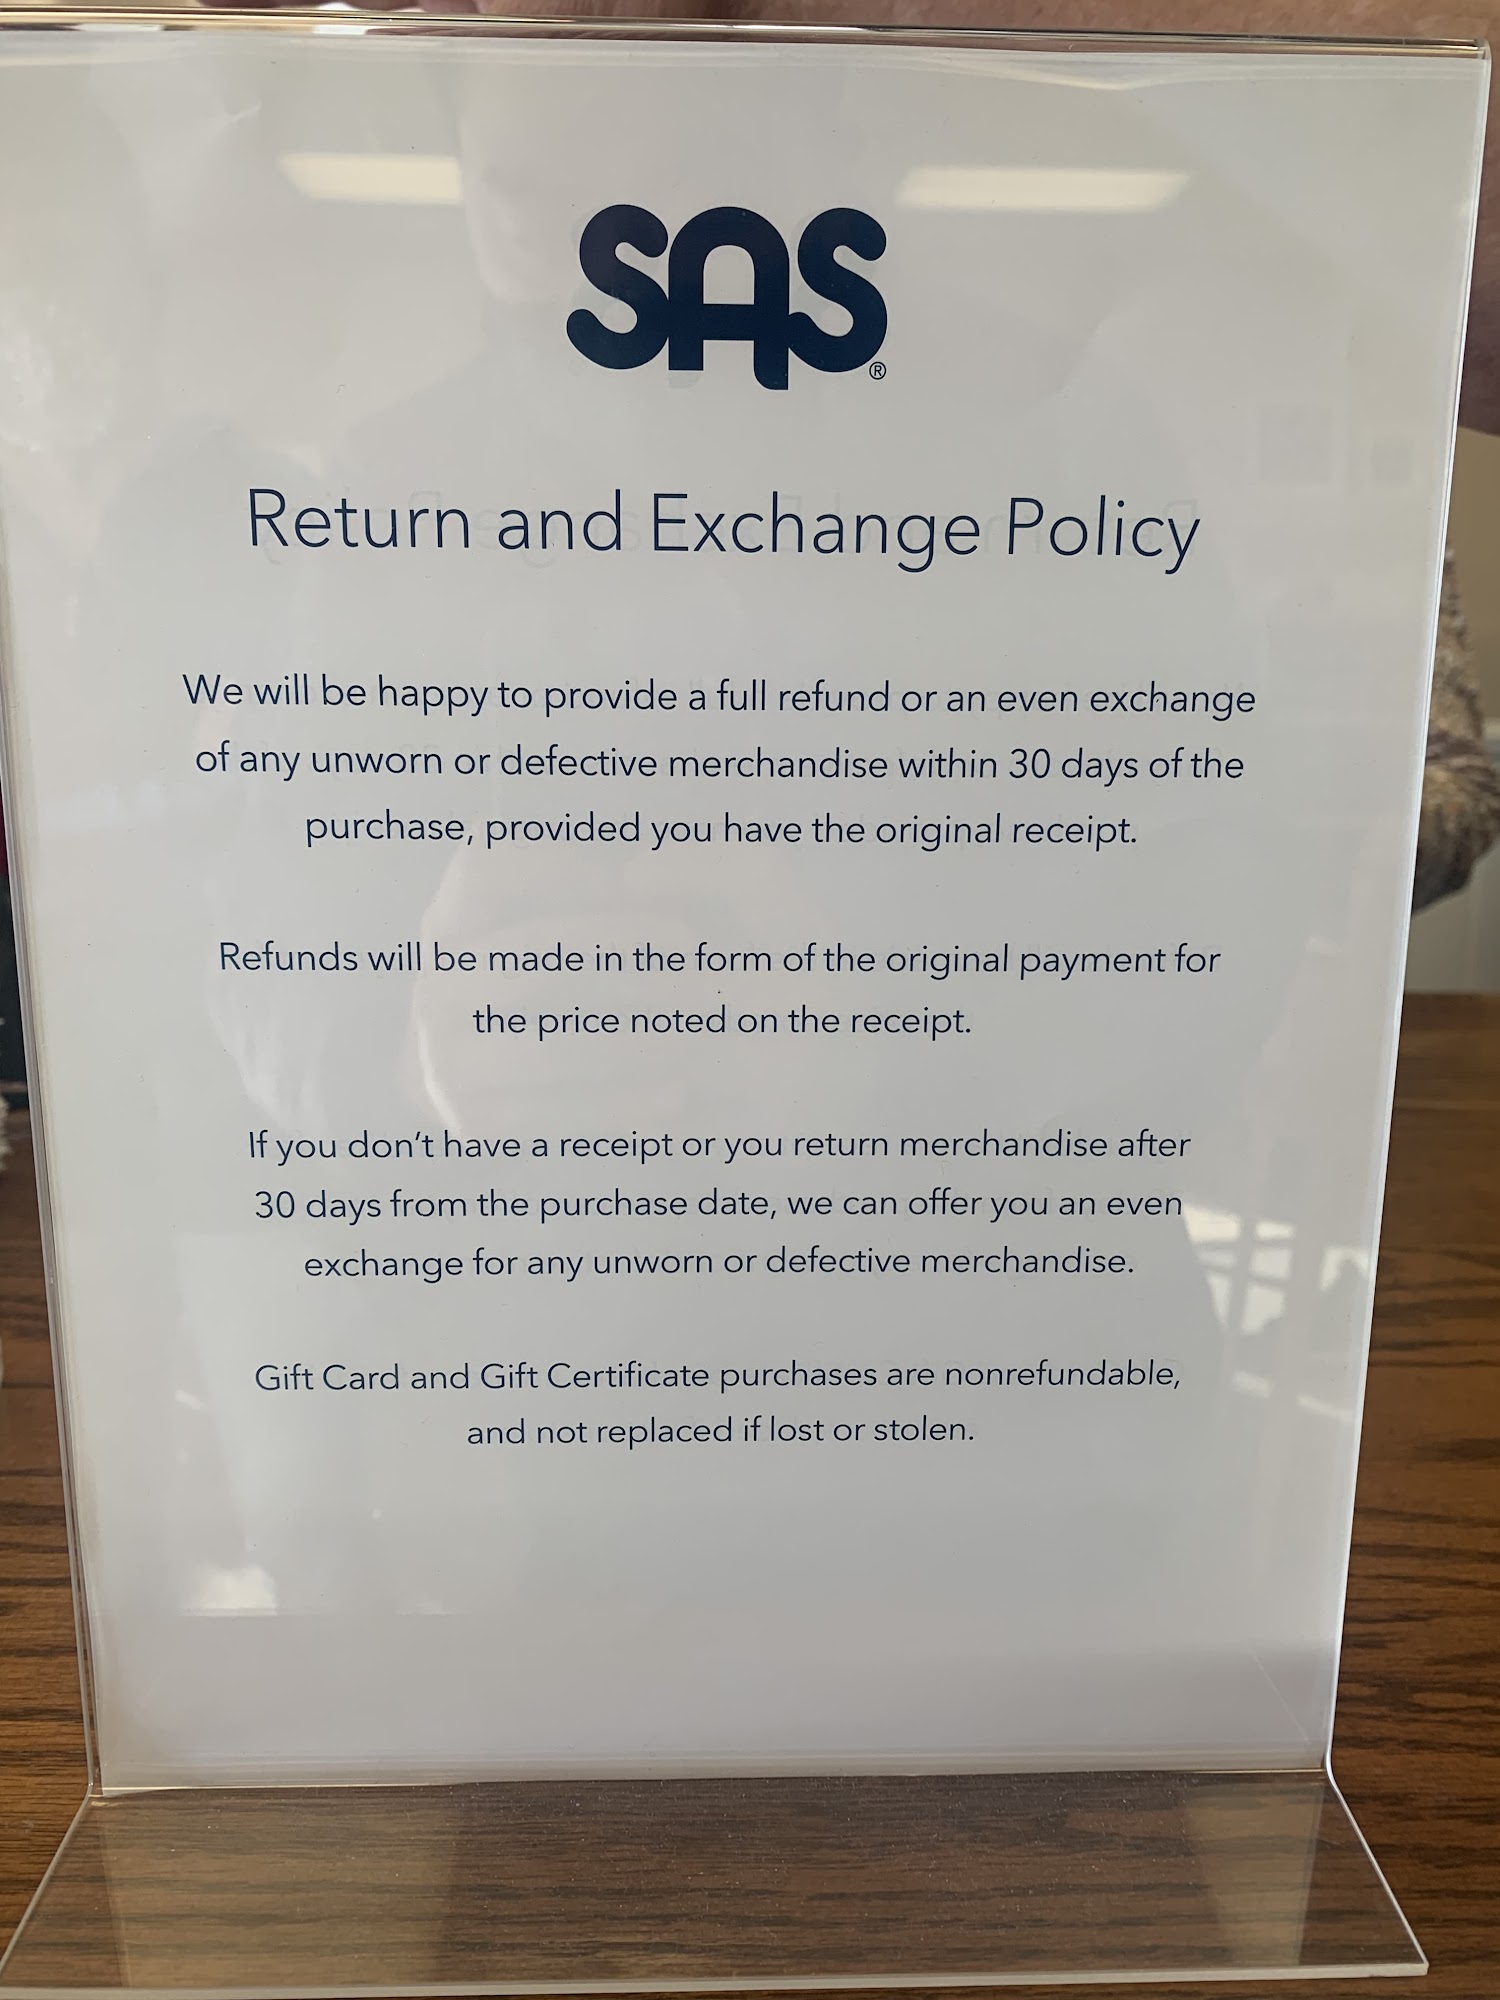 SAS®
Return and Exchange Policy
We will be happy to provide a full refund or an even exchange
of any unworn or defective merchandise within 30 days of the
purchase, provided you have the original receipt.
Refunds will be made in the form of the original payment for
the price noted on the receipt.
If you don't have a receipt or you return merchandise after
30 days from the purchase date, we can offer you an even
exchange for any unworn or defective merchandise.
Gift Card and Gift Certificate purchases are nonrefundable,
and not replaced if lost or stolen.